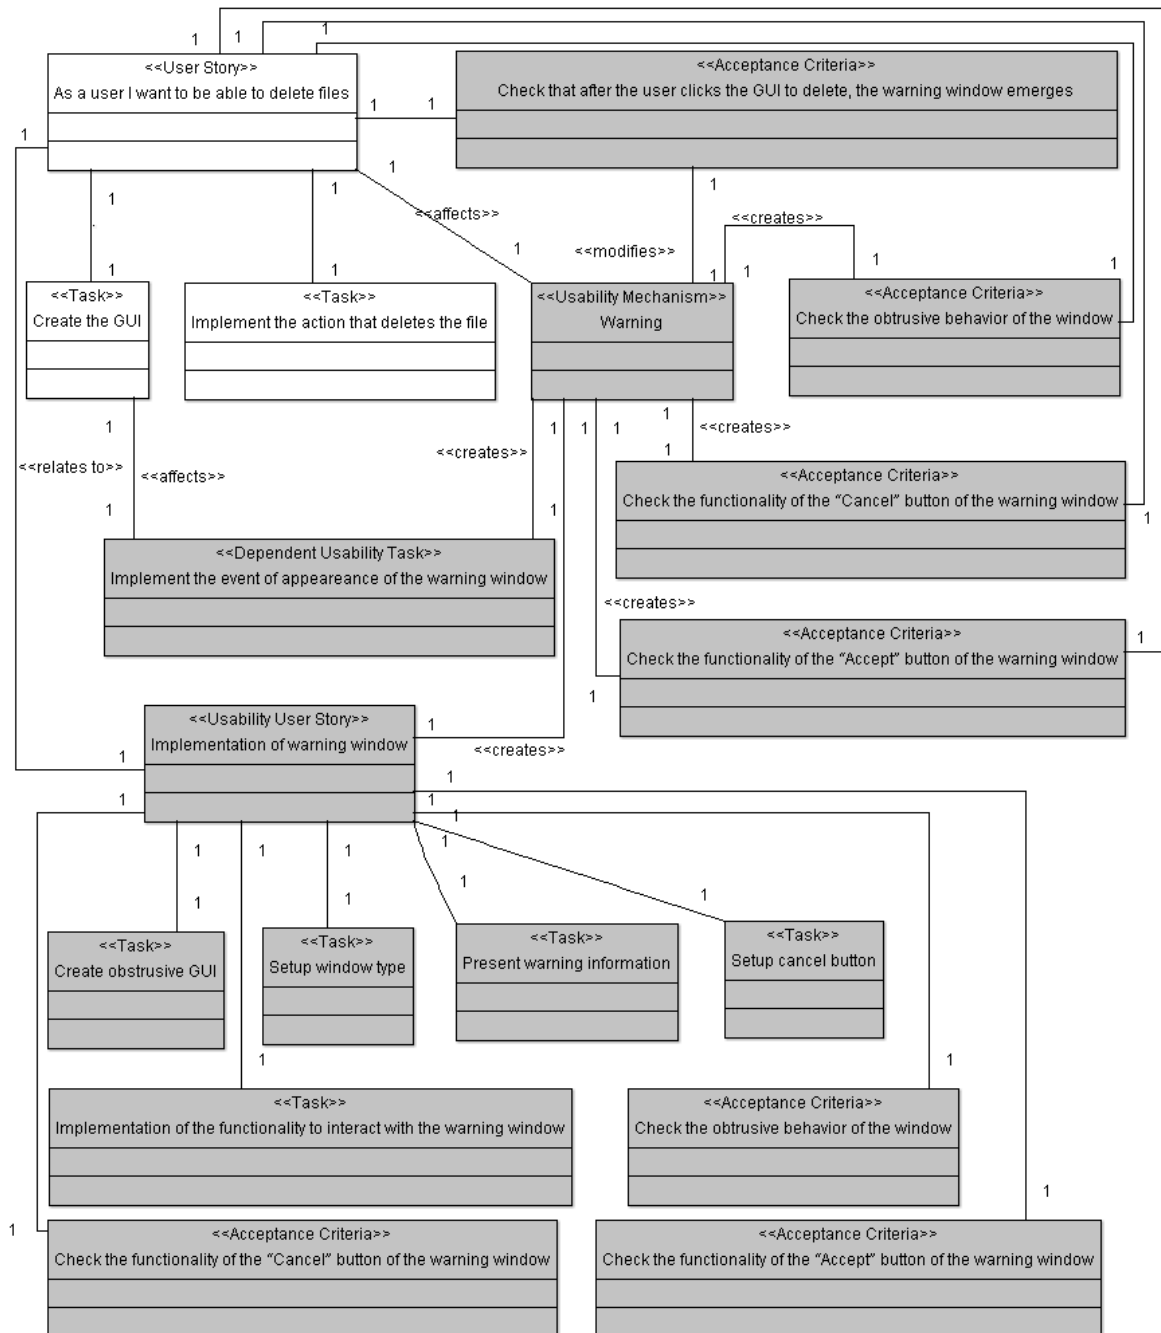 1
1
1
<<User Story>>
As a user I want to be able to delete files
<<Acceptance Criteria>>
Check that after the user clicks the GUI to delete, the warning window emerges
1
1
1
1
1
1
1
<<affects>>
<<creates>>
1
<<modifies>>
1
1
1
1
1
1
1
<<Task>>
Create the GUI
<<Task>>
Implement the action that deletes the file
<<Usability Mechanism>>
Warning
<<Acceptance Criteria>>
Check the obtrusive behavior of the window
1
1
1
1
1
<<creates>>
1
<<creates>>
<<relates to>>
<<affects>>
<<Acceptance Criteria>>
Check the functionality of the “Cancel” button of the warning window
1
1
1
<<Dependent Usability Task>>
Implement the event of appeareance of the warning window
<<creates>>
<<Acceptance Criteria>>
Check the functionality of the “Accept” button of the warning window
1
1
<<Usability User Story>>
Implementation of warning window
1
<<creates>>
1
1
1
1
1
1
1
1
1
1
1
1
1
1
<<Task>>
Create obstrusive GUI
<<Task>>
Setup window type
<<Task>>
Present warning information
<<Task>>
Setup cancel button
1
1
<<Task>>
Implementation of the functionality to interact with the warning window
<<Acceptance Criteria>>
Check the obtrusive behavior of the window
1
1
<<Acceptance Criteria>>
Check the functionality of the “Cancel” button of the warning window
<<Acceptance Criteria>>
Check the functionality of the “Accept” button of the warning window